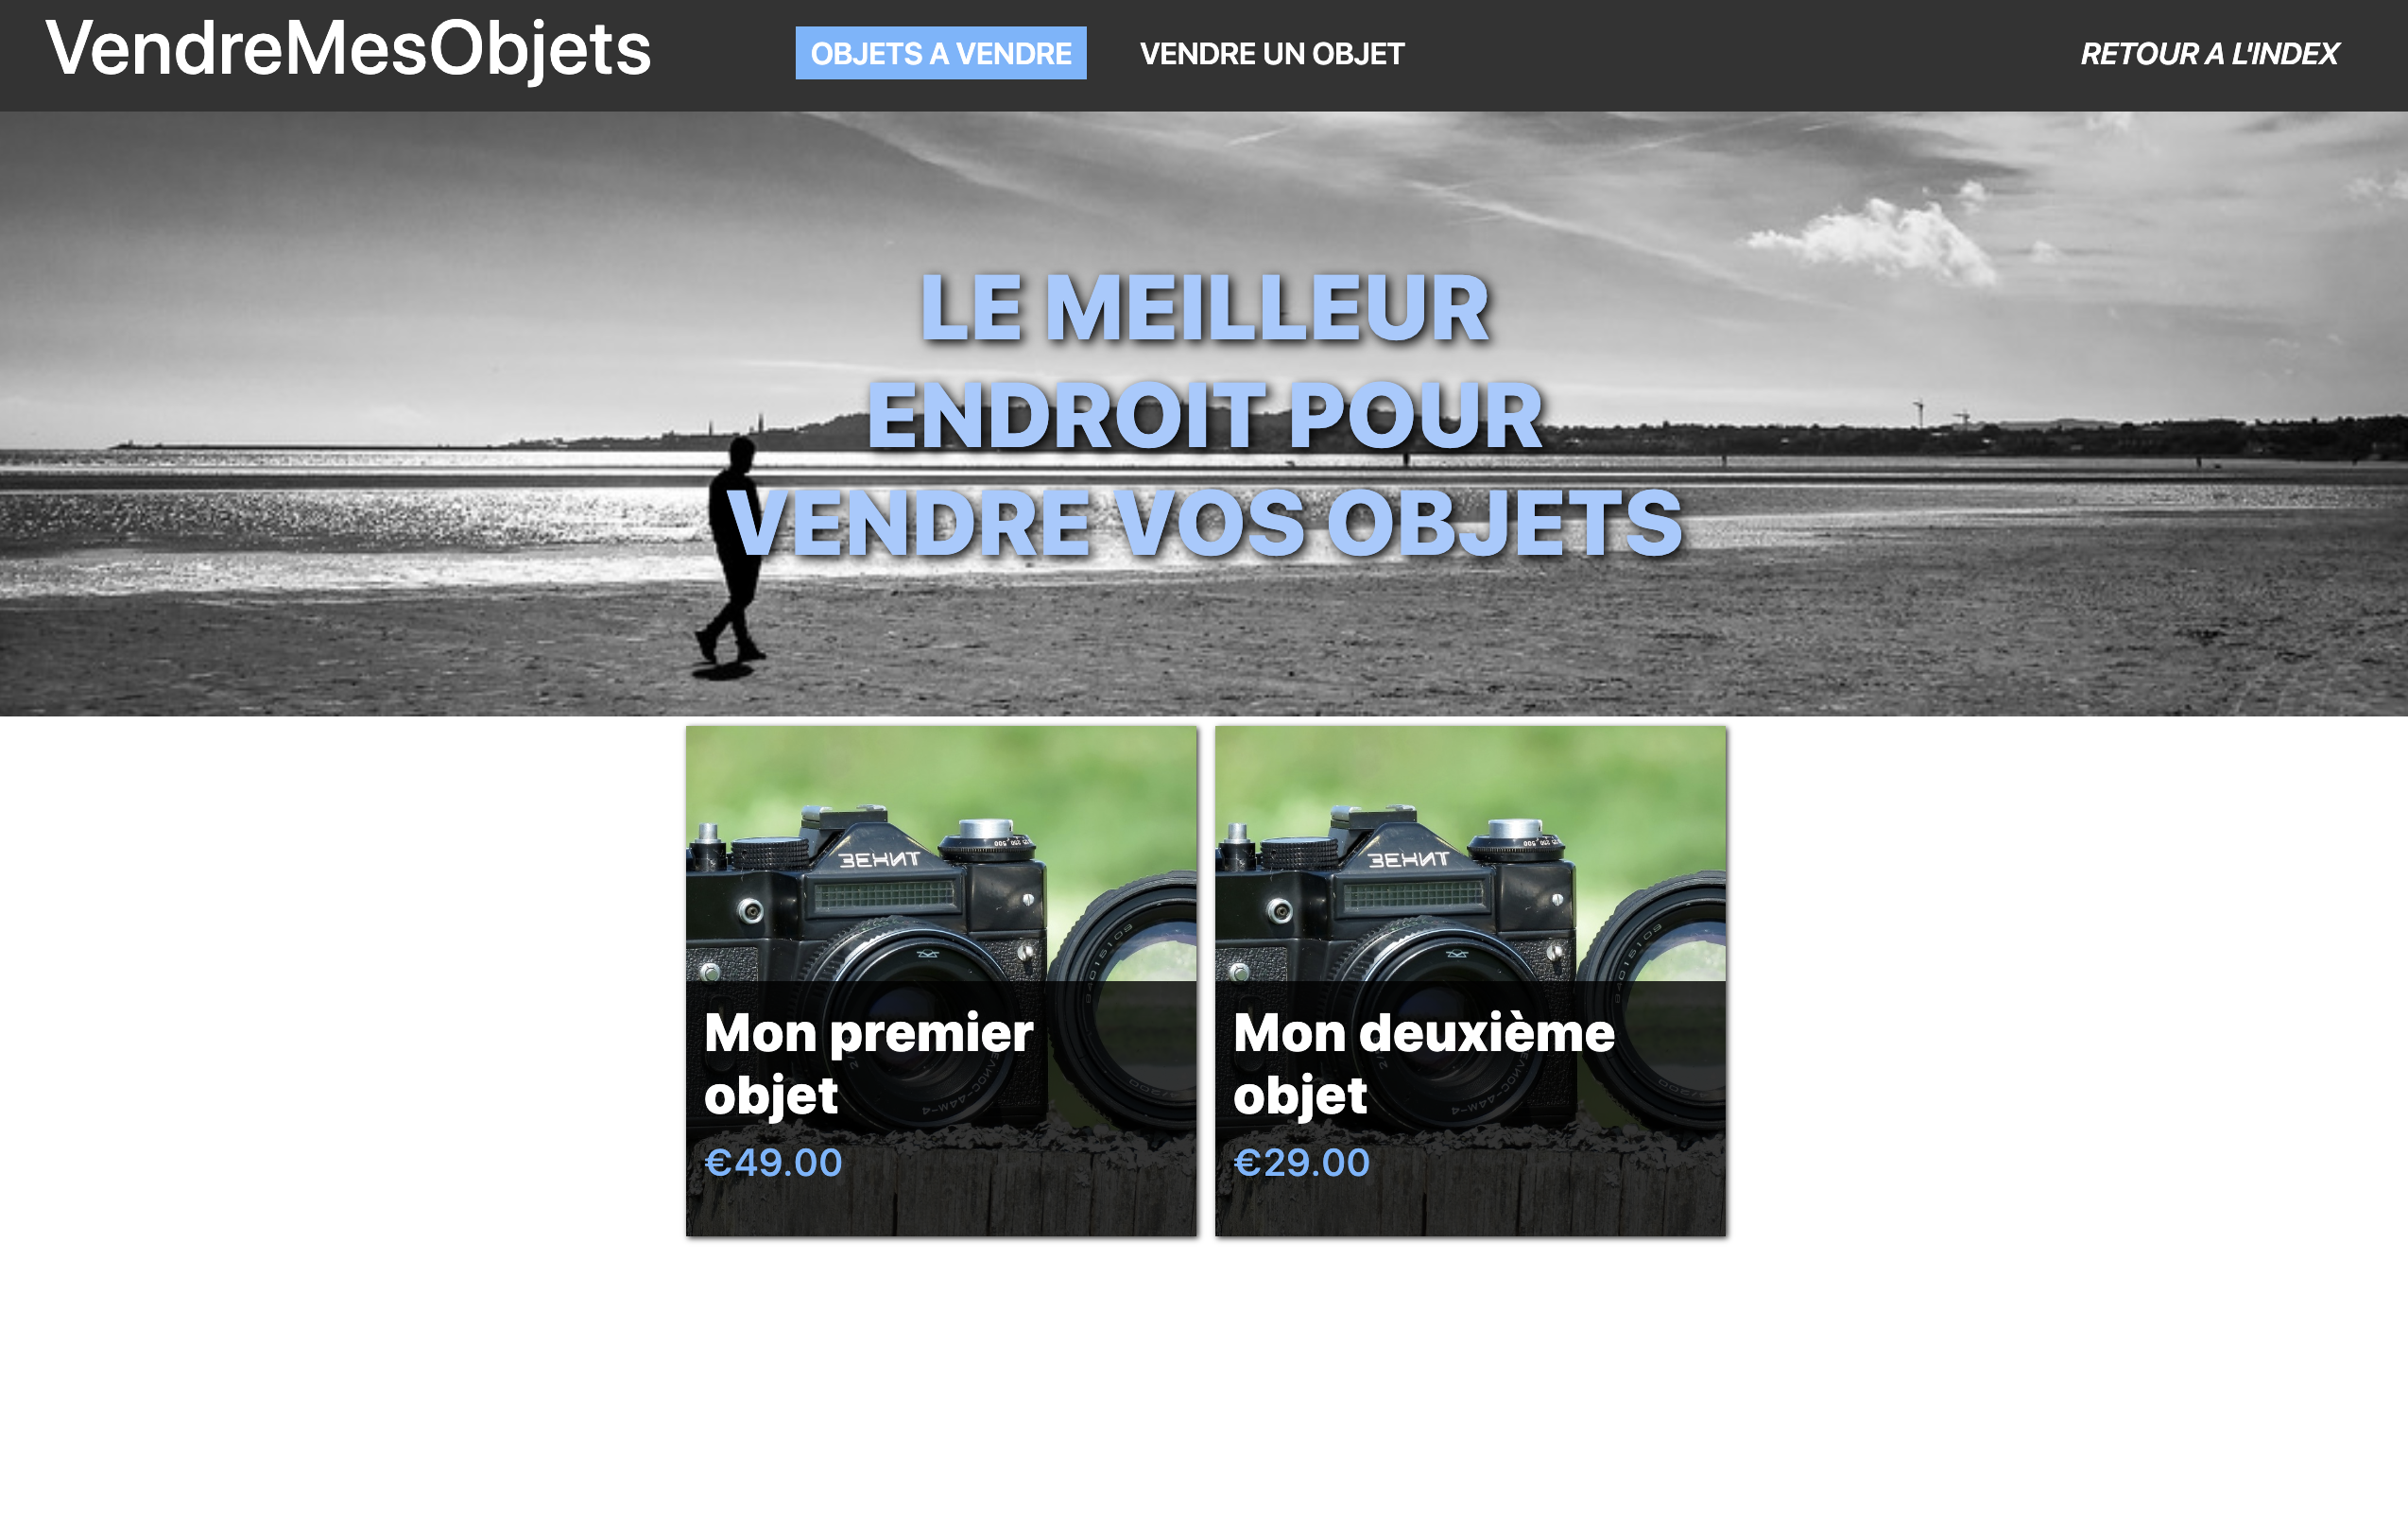 VendreMesObjets
OBJETS A VENDRE
VENDRE UN OBJET
RETOUR A L'INDEX
LE MEILLEUR
ENDROIT POUR
VENDRE VOS OBJETS
ЗЕНИТ
Mon premier
objet
€49.00
ЗЕНИТ
Mon deuxième
objet
€29.00